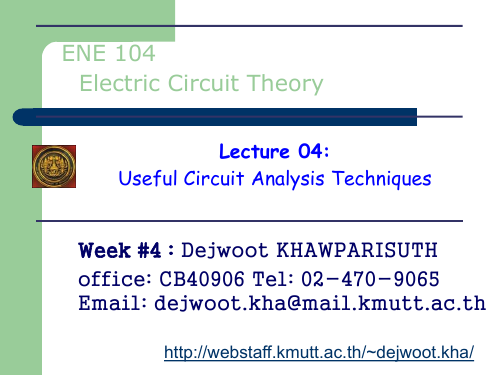 ENE 104
Electric Circuit Theory
Lecture 04:
Useful Circuit Analysis Techniques
Week #4 : Dejwoot KHAWPARISUTH
office: CB40906 Tel: 02-470-9065
Email: dejwoot.kha@mail.kmutt.ac.th
http://webstaff.kmutt.ac.th/~dejwoot.kha/